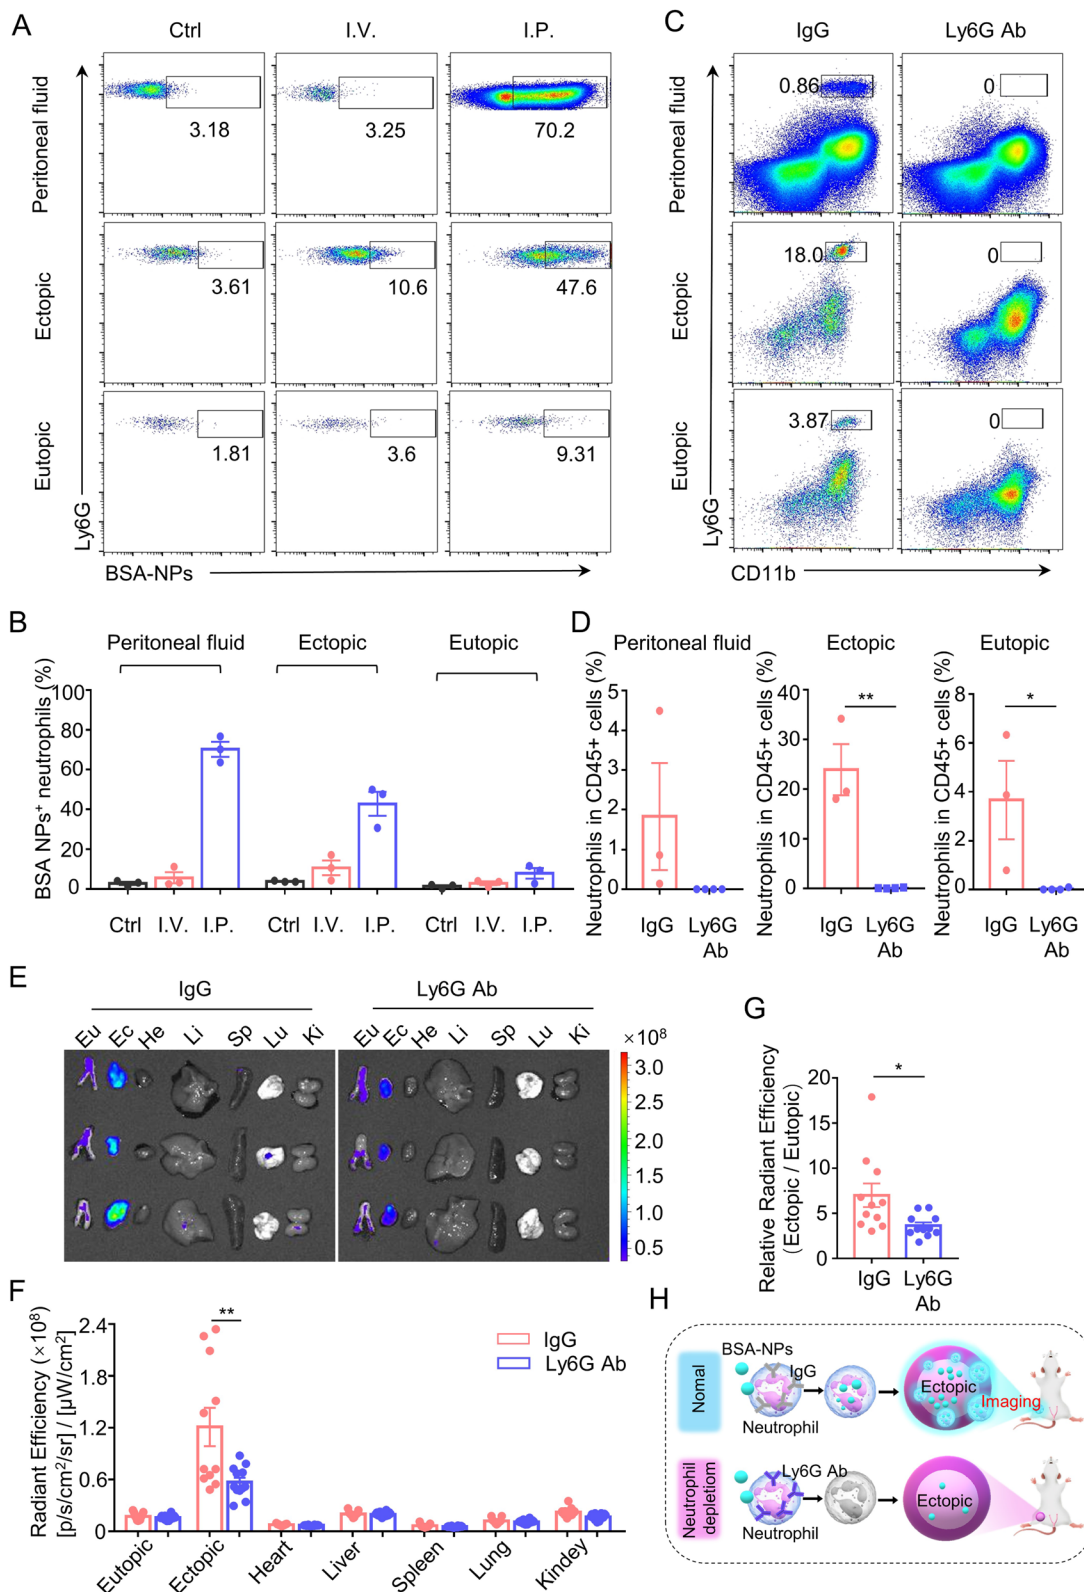 A
Ctrl
I.V.
I.P.
Peritoneal fluid
3.18
3.25
70.2
Ectopic
3.61
10.6
47.6
Eutopic
1.81
3.6
9.31
Ly6G
BSA-NPs
C
IgG
Ly6G Ab
Peritoneal fluid
0.86
0
Ectopic
18.0
0
Eutopic
3.87
0
Ly6G
CD11b
B
Peritoneal fluid
Ectopic
Eutopic
BSA NPs⁺ neutrophils (%)
100
80
60
40
20
0
Ctrl
I.V.
I.P.
Ctrl
I.V.
I.P.
Ctrl
I.V.
I.P.
D
Peritoneal fluid
Neutrophils in CD45+ cells (%)
5
4
3
2
1
0
IgG
Ly6G
Ab
Ectopic
Neutrophils in CD45+ cells (%)
40
30
20
10
0
**
IgG
Ly6G
Ab
Eutopic
Neutrophils in CD45+ cells (%)
8
6
4
2
0
*
IgG
Ly6G
Ab
E
IgG
Ly6G Ab
Eu
Ec
He
Li
Sp
Lu
Ki
Eu
Ec
He
Li
Sp
Lu
Ki
×10⁸
3.0
2.5
2.0
1.5
1.0
0.5
G
Relative Radiant Efficiency
(Ectopic / Eutopic)
20
15
10
5
0
*
IgG
Ly6G
Ab
F
Radiant Efficiency (×10⁸)
[p/s/cm²/sr] / [µW/cm²]
2.4
1.8
1.2
0.6
0
**
IgG
Ly6G Ab
Eutopic
Ectopic
Heart
Liver
Spleen
Lung
Kindey
H
Nomal
BSA-NPs
IgG
Neutrophil
Ectopic
Imaging
Neutrophil
depletiom
Ly6G Ab
Neutrophil
Ectopic